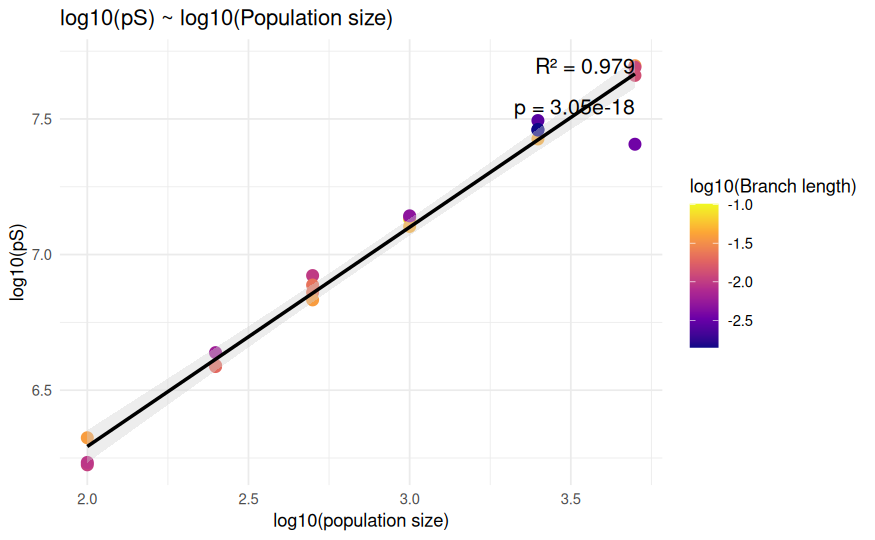 log10(pS) ~ log10(Population size)
R² = 0.979
p = 3.05e-18
7.5
7.0
6.5
log10(pS)
2.0 2.5 3.0 3.5
log10(population size)
log10(Branch length)
-1.0
-1.5
-2.0
-2.5